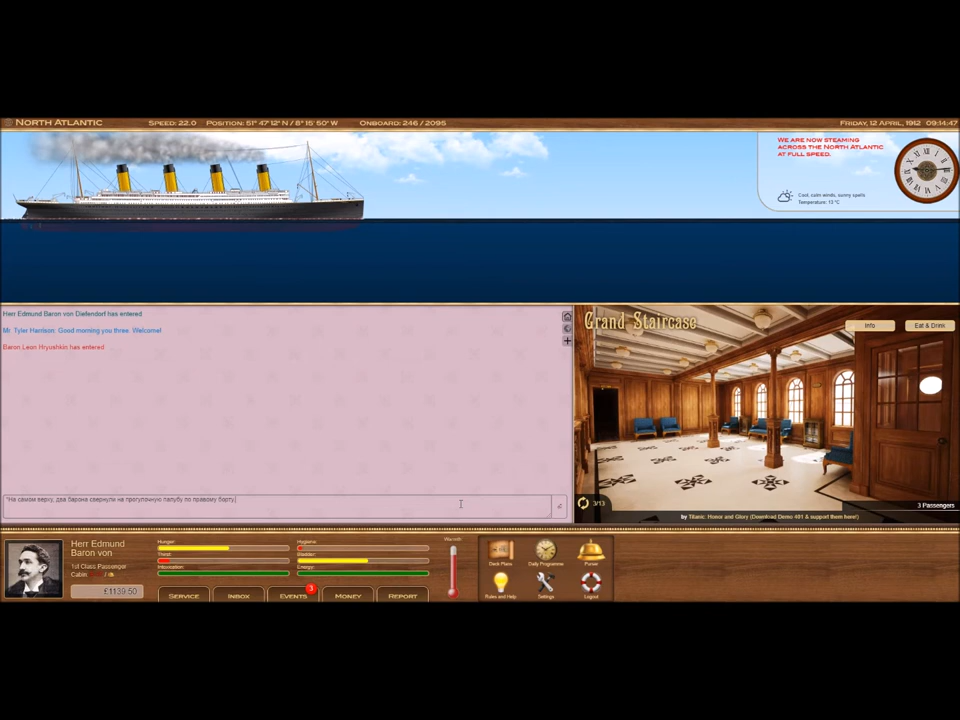 NORTH ATLANTIC SPEED: 22.0 POSITION: 51° 47' 12" N / 8° 15' 50" W ONBOARD: 246 / 2095 FRIDAY, 12 APRIL, 1912 09:14:47
WE ARE NOW STEAMING
ACROSS THE NORTH ATLANTIC
AT FULL SPEED.
Cool, calm winds, sunny spells
Temperature: 13 °C
Herr Edmund Baron von Diefendorf has entered
Mr. Tyler Harrison: Good morning you three. Welcome!
Baron Leon Hryushkin has entered
*На самом верху, два барона свернули на прогулочную палубу по правому борту
Grand Staircase
Info
Eat & Drink
3/13
3 Passengers
by Titanic: Honor and Glory (Download Demo 401 & support them here!)
Herr Edmund
Baron von
1st Class Passenger
Cabin:
£1139.50
Hunger:
Thirst:
Intoxication:
Hygiene:
Bladder:
Energy:
Warmth:
SERVICE
INBOX
EVENTS
3
MONEY
REPORT
Deck Plans
Daily Programme
Purser
Rules and Help
Settings
Logout